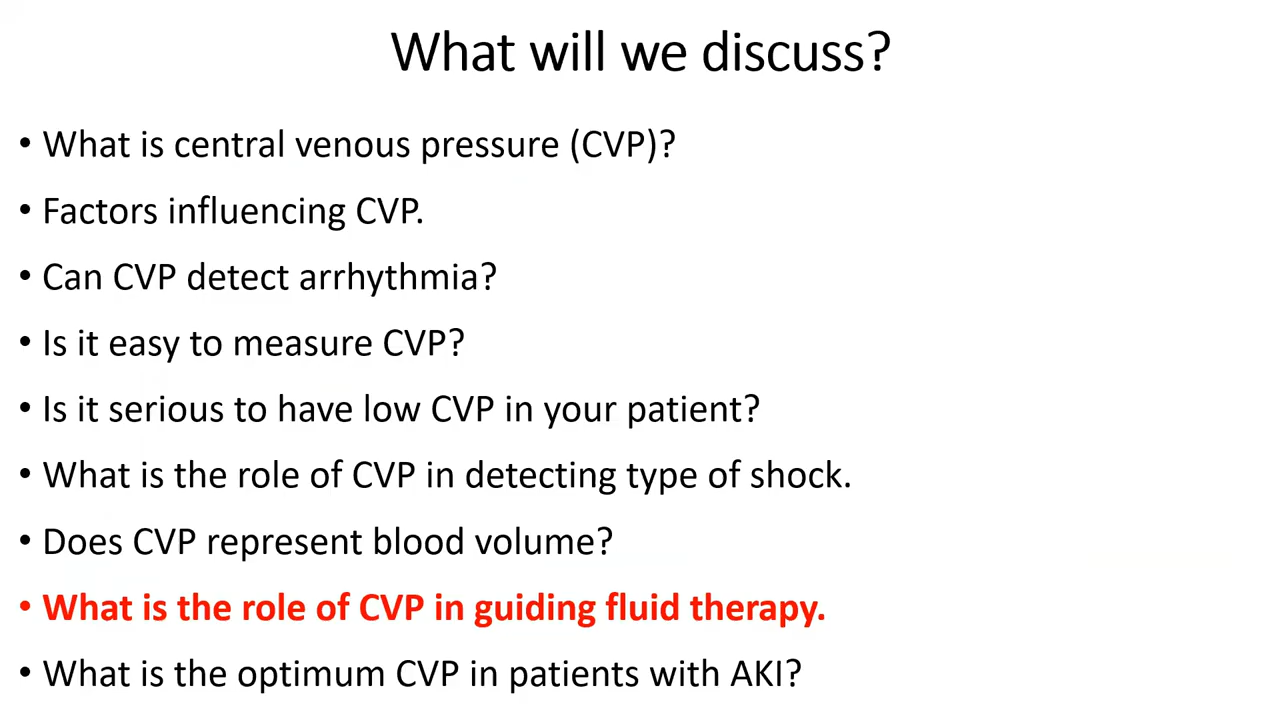 What will we discuss?
• What is central venous pressure (CVP)?
• Factors influencing CVP.
• Can CVP detect arrhythmia?
• Is it easy to measure CVP?
• Is it serious to have low CVP in your patient?
• What is the role of CVP in detecting type of shock.
• Does CVP represent blood volume?
• What is the role of CVP in guiding fluid therapy.
• What is the optimum CVP in patients with AKI?